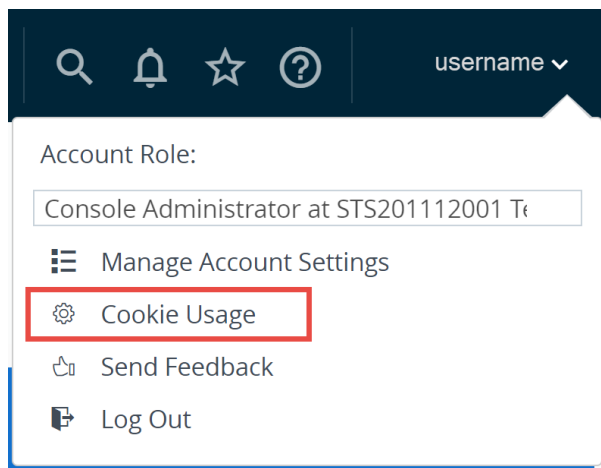 username
Account Role:
Console Administrator at STS201112001
Manage Account Settings
Cookie Usage
Send Feedback
Log Out